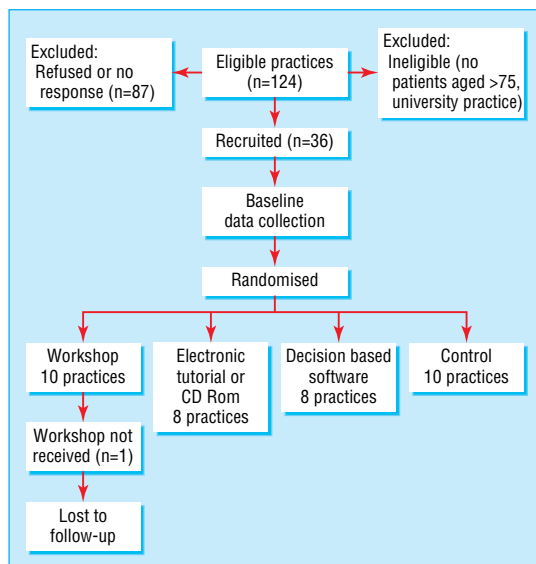 Excluded:
Refused or no
response (n=87)
Eligible practices
(n=124)
Excluded:
Ineligible (no
patients aged >75,
university practice)
Recruited (n=36)
Baseline
data collection
Randomised
Workshop
10 practices
Electronic
tutorial or
CD Rom
8 practices
Decision based
software
8 practices
Control
10 practices
Workshop not
received (n=1)
Lost to
follow-up